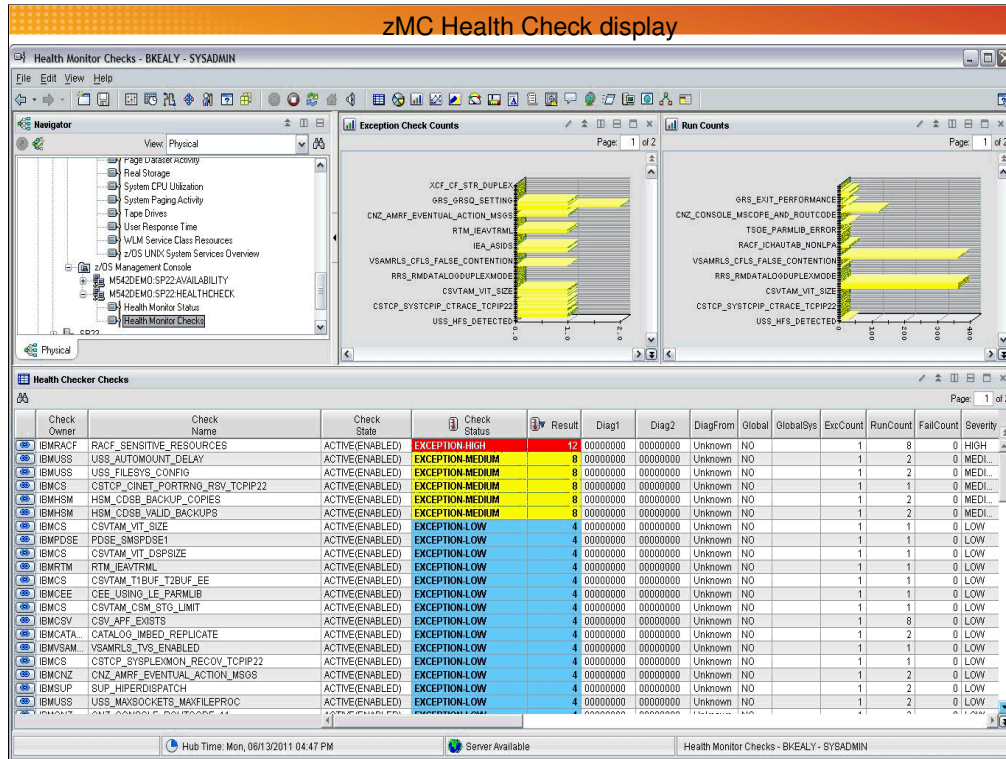 zMC Health Check display
Health Monitor Checks - BKEALY - SYSADMIN
File Edit View Help
Navigator
View: Physical
Page Dataset Activity
Real Storage
System CPU Utilization
System Paging Activity
Tape Drives
User Response Time
WLM Service Class Resources
z/OS UNIX System Services Overview
z/OS Management Console
M542DEMO:SP22:AVAILABILITY
M542DEMO:SP22:HEALTHCHECK
Health Monitor Status
Health Monitor Checks
SP22
Physical
Exception Check Counts
Page: 1 of 2
XCF_CF_STR_DUPLEX
GRS_GRSQ_SETTING
CNZ_AMRF_EVENTUAL_ACTION_MSGS
RTM_IEAVTRML
IEA_ASIDS
VSAMRLS_CFLS_FALSE_CONTENTION
RRS_RMDATALOGDUPLEXMODE
CSVTAM_VIT_SIZE
CSTCP_SYSTCPIP_CTRACE_TCPIP22
USS_HFS_DETECTED
0.0 1.0 2.0
Run Counts
Page: 1 of 2
GRS_EXIT_PERFORMANCE
CNZ_CONSOLE_MSCOPE_AND_ROUTCODE
TSOE_PARMLIB_ERROR
RACF_ICHAUTAB_NONLPA
VSAMRLS_CFLS_FALSE_CONTENTION
RRS_RMDATALOGDUPLEXMODE
CSVTAM_VIT_SIZE
CSTCP_SYSTCPIP_CTRACE_TCPIP22
USS_HFS_DETECTED
0 100 200 300 400
Health Checker Checks
Page: 1 of 2
Check Owner Check Name Check State Check Status Result Diag1 Diag2 DiagFrom Global GlobalSys ExcCount RunCount FailCount Severity
IBMRACF RACF_SENSITIVE_RESOURCES ACTIVE(ENABLED) EXCEPTION-HIGH 12 00000000 00000000 Unknown NO 1 8 0 HIGH
IBMUSS USS_AUTOMOUNT_DELAY ACTIVE(ENABLED) EXCEPTION-MEDIUM 8 00000000 00000000 Unknown NO 1 2 0 MEDI...
IBMUSS USS_FILESYS_CONFIG ACTIVE(ENABLED) EXCEPTION-MEDIUM 8 00000000 00000000 Unknown NO 1 2 0 MEDI...
IBMCS CSTCP_CINET_PORTRNG_RSV_TCPIP22 ACTIVE(ENABLED) EXCEPTION-MEDIUM 8 00000000 00000000 Unknown NO 1 1 0 MEDI...
IBMHSM HSM_CDSB_BACKUP_COPIES ACTIVE(ENABLED) EXCEPTION-MEDIUM 8 00000000 00000000 Unknown NO 1 2 0 MEDI...
IBMHSM HSM_CDSB_VALID_BACKUPS ACTIVE(ENABLED) EXCEPTION-MEDIUM 8 00000000 00000000 Unknown NO 1 2 0 MEDI...
IBMCS CSVTAM_VIT_SIZE ACTIVE(ENABLED) EXCEPTION-LOW 4 00000000 00000000 Unknown NO 1 1 0 LOW
IBMPDSE PDSE_SMSPDSE1 ACTIVE(ENABLED) EXCEPTION-LOW 4 00000000 00000000 Unknown NO 1 1 0 LOW
IBMCS CSVTAM_VIT_DSPSIZE ACTIVE(ENABLED) EXCEPTION-LOW 4 00000000 00000000 Unknown NO 1 1 0 LOW
IBMRTM RTM_IEAVTRML ACTIVE(ENABLED) EXCEPTION-LOW 4 00000000 00000000 Unknown NO 1 1 0 LOW
IBMCS CSVTAM_T1BUF_T2BUF_EE ACTIVE(ENABLED) EXCEPTION-LOW 4 00000000 00000000 Unknown NO 1 1 0 LOW
IBMCEE CEE_USING_LE_PARMLIB ACTIVE(ENABLED) EXCEPTION-LOW 4 00000000 00000000 Unknown NO 1 1 0 LOW
IBMCS CSVTAM_CSM_STG_LIMIT ACTIVE(ENABLED) EXCEPTION-LOW 4 00000000 00000000 Unknown NO 1 1 0 LOW
IBMCSV CSV_APF_EXISTS ACTIVE(ENABLED) EXCEPTION-LOW 4 00000000 00000000 Unknown NO 1 8 0 LOW
IBMCATA... CATALOG_IMBED_REPLICATE ACTIVE(ENABLED) EXCEPTION-LOW 4 00000000 00000000 Unknown NO 1 2 0 LOW
IBMVSAM... VSAMRLS_TVS_ENABLED ACTIVE(ENABLED) EXCEPTION-LOW 4 00000000 00000000 Unknown NO 1 1 0 LOW
IBMCS CSTCP_SYSPLEXMON_RECOV_TCPIP22 ACTIVE(ENABLED) EXCEPTION-LOW 4 00000000 00000000 Unknown NO 1 1 0 LOW
IBMCNZ CNZ_AMRF_EVENTUAL_ACTION_MSGS ACTIVE(ENABLED) EXCEPTION-LOW 4 00000000 00000000 Unknown NO 1 2 0 LOW
IBMSUP SUP_HIPERDISPATCH ACTIVE(ENABLED) EXCEPTION-LOW 4 00000000 00000000 Unknown NO 1 2 0 LOW
IBMUSS USS_MAXSOCKETS_MAXFILEPROC ACTIVE(ENABLED) EXCEPTION-LOW 4 00000000 00000000 Unknown NO 1 2 0 LOW
Hub Time: Mon, 06/13/2011 04:47 PM
Server Available
Health Monitor Checks - BKEALY - SYSADMIN